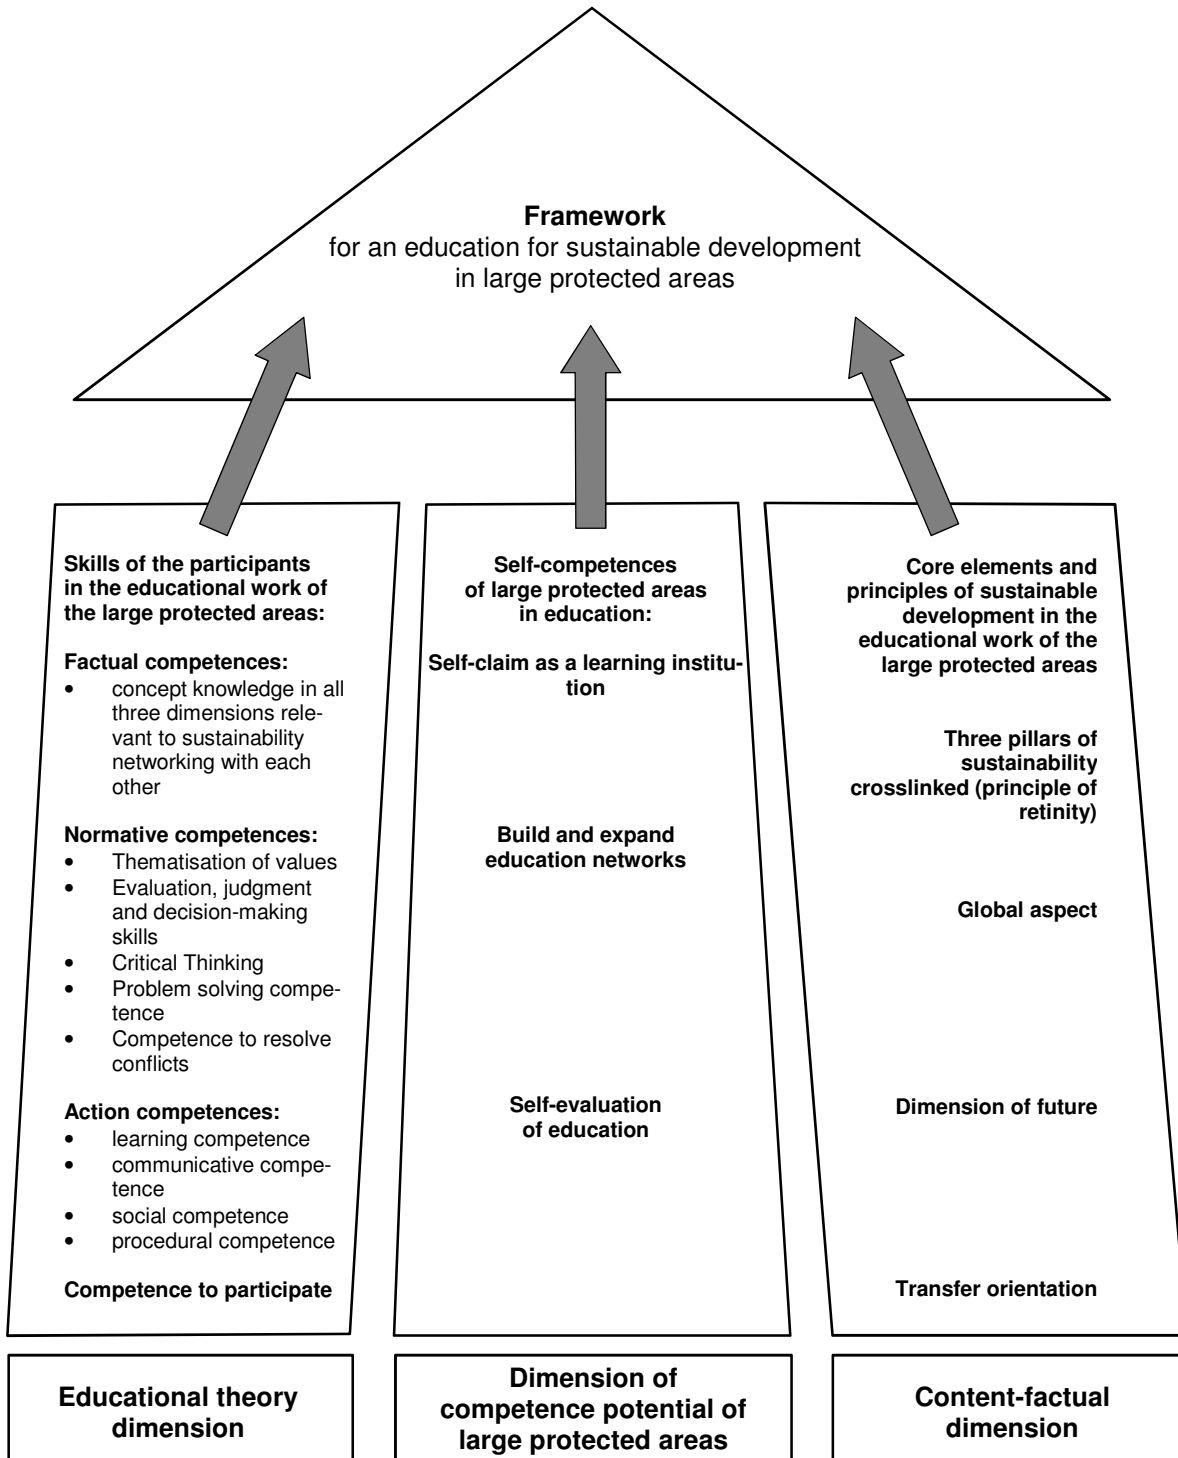 Framework
for an education for sustainable development
in large protected areas
Skills of the participants
in the educational work of
the large protected areas:
Factual competences:
• concept knowledge in all
three dimensions rele-
vant to sustainability
networking with each
other
Normative competences:
• Thematisation of values
• Evaluation, judgment
and decision-making
skills
• Critical Thinking
• Problem solving compe-
tence
• Competence to resolve
conflicts
Action competences:
• learning competence
• communicative compe-
tence
• social competence
• procedural competence
Competence to participate
Self-competences
of large protected areas
in education:
Self-claim as a learning institu-
tion
Build and expand
education networks
Self-evaluation
of education
Core elements and
principles of sustainable
development in the
educational work of the
large protected areas
Three pillars of
sustainability
crosslinked (principle of
retinity)
Global aspect
Dimension of future
Transfer orientation
Educational theory
dimension
Dimension of
competence potential of
large protected areas
Content-factual
dimension